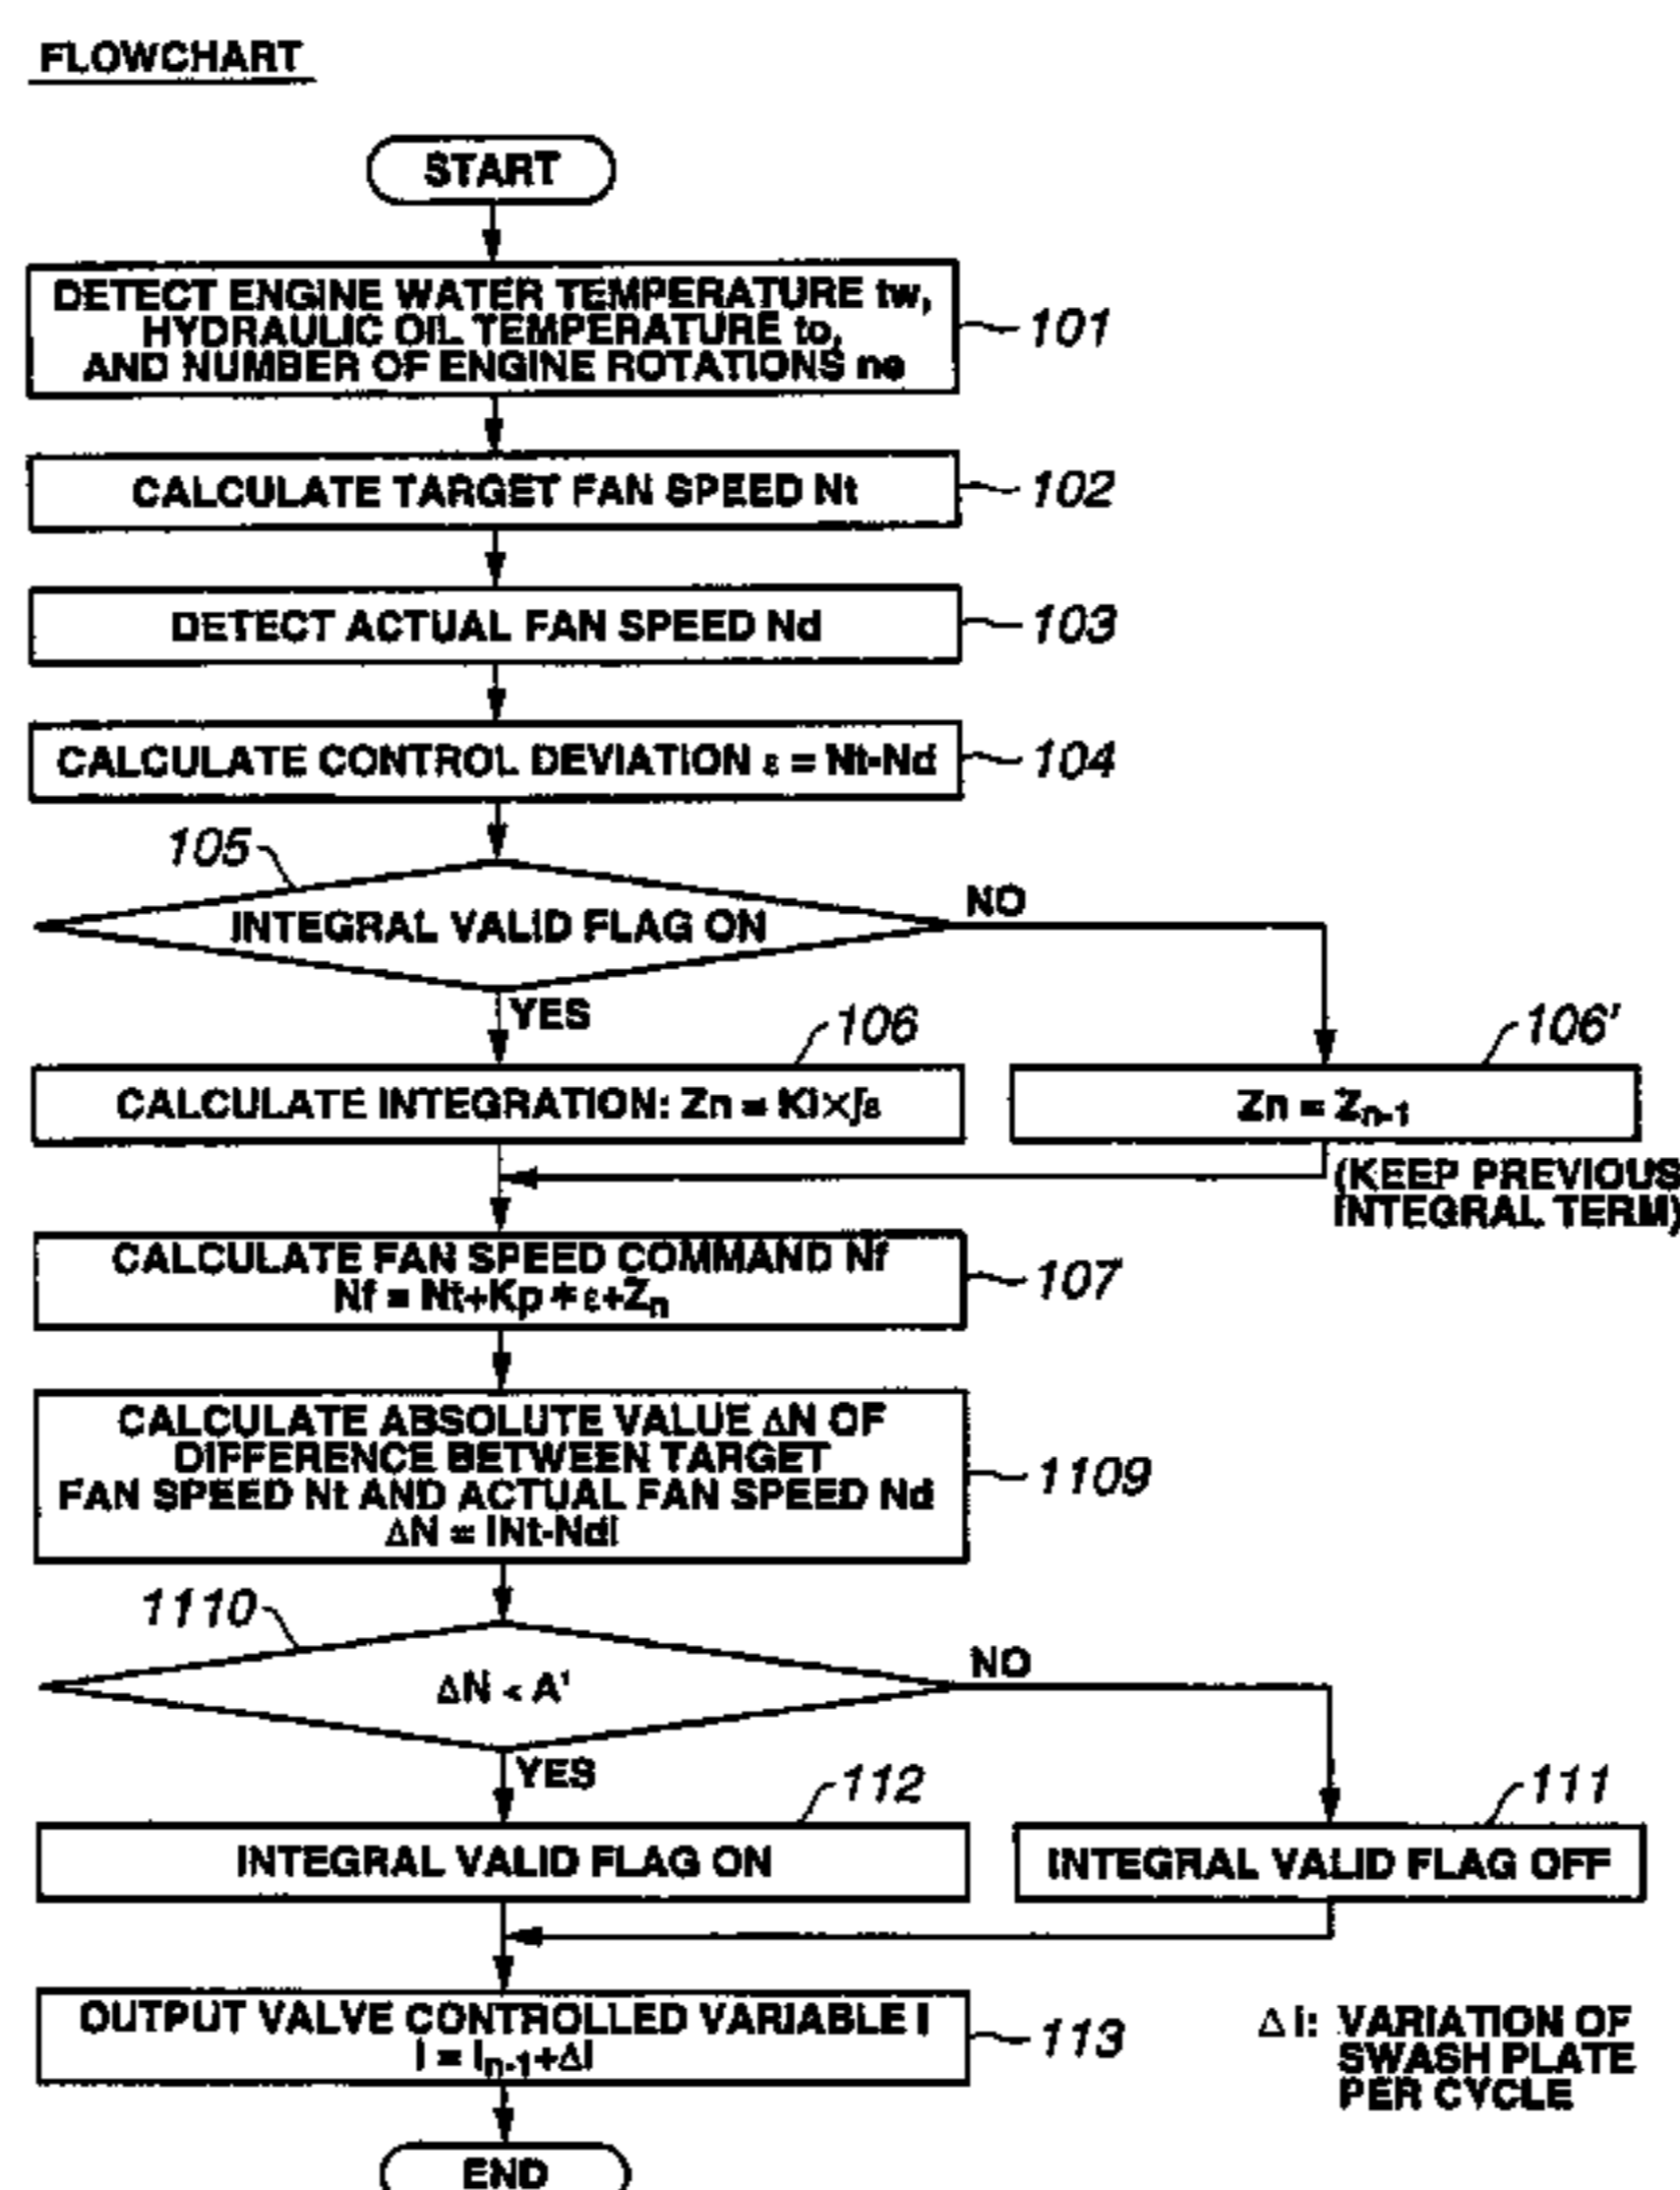 FLOWCHART
START
DETECT ENGINE WATER TEMPERATURE tw,
HYDRAULIC OIL TEMPERATURE to,
AND NUMBER OF ENGINE ROTATIONS ne
101
CALCULATE TARGET FAN SPEED Nt
102
DETECT ACTUAL FAN SPEED Nd
103
CALCULATE CONTROL DEVIATION ε = Nt-Nd
104
105
INTEGRAL VALID FLAG ON
NO
YES
106
106'
CALCULATE INTEGRATION: Zn = Ki×∫ε
Zn = Zn-1
(KEEP PREVIOUS
INTEGRAL TERM)
CALCULATE FAN SPEED COMMAND Nf
Nf = Nt+Kp * ε+Zn
107
CALCULATE ABSOLUTE VALUE ΔN OF
DIFFERENCE BETWEEN TARGET
FAN SPEED Nt AND ACTUAL FAN SPEED Nd
ΔN = |Nt-Nd|
1109
1110
ΔN < A'
NO
YES
112
111
INTEGRAL VALID FLAG ON
INTEGRAL VALID FLAG OFF
OUTPUT VALVE CONTROLLED VARIABLE I
I = In-1+ΔI
113
Δ I: VARIATION OF
SWASH PLATE
PER CYCLE
END